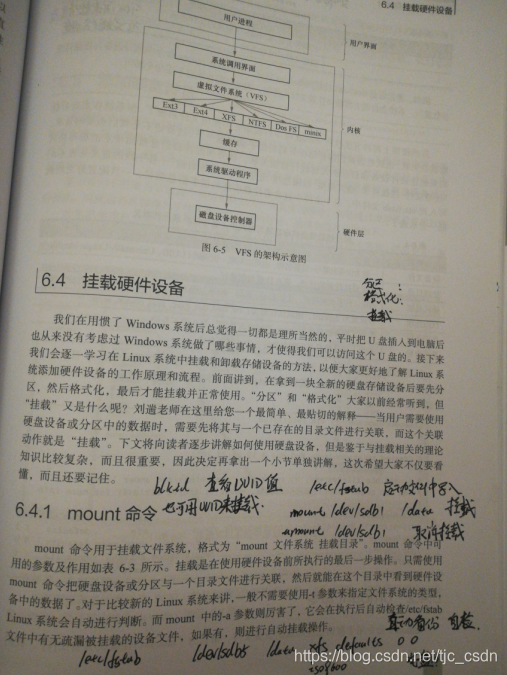 6.4 挂载硬件设备
用户进程
用户界面
系统调用界面
虚拟文件系统（VFS）
Ext3 Ext4 XFS NTFS Dos FS minix
内核
缓存
系统驱动程序
磁盘设备控制器
硬件层
图 6-5 VFS 的架构示意图
分区：
格式化：
挂载
6.4 挂载硬件设备
我们在用惯了 Windows 系统后总觉得一切都是理所当然的，平时把 U 盘插入到电脑后
也从来没有考虑过 Windows 系统做了哪些事情，才使得我们可以访问这个 U 盘的。接下来
我们会逐一学习在 Linux 系统中挂载和卸载存储设备的方法，以便大家更好地了解 Linux 系
统添加硬件设备的工作原理和流程。前面讲到，在拿到一块全新的硬盘存储设备后要先分
区，然后格式化，最后才能挂载并正常使用。“分区”和“格式化”大家以前经常听到，但
“挂载”又是什么呢？刘遄老师在这里给您一个最简单、最贴切的解释——当用户需要使用
硬盘设备或分区中的数据时，需要先将其与一个已存在的目录文件进行关联，而这个关联
动作就是“挂载”。下文将向读者逐步讲解如何使用硬盘设备，但是鉴于与挂载相关的理论
知识比较复杂，而且很重要，因此决定再拿出一个小节单独讲解，这次希望大家不仅要看
懂，而且还要记住。
blkid 查看UUID值 /etc/fstab
也可用UUID来挂载. mount /dev/sdb1 /data 挂载
umount /dev/sdb1 取消挂载
6.4.1 mount 命令
mount 命令用于挂载文件系统，格式为“mount 文件系统 挂载目录”。mount 命令中可
用的参数及作用如表 6-3 所示。挂载是在使用硬件设备前所执行的最后一步操作。只需使用
mount 命令把硬盘设备或分区与一个目录文件进行关联，然后就能在这个目录中看到硬件设
备中的数据了。对于比较新的 Linux 系统来讲，一般不需要使用-t 参数来指定文件系统的类型，
Linux 系统会自动进行判断。而 mount 中的-a 参数则厉害了，它会在执行后自动检查/etc/fstab
文件中有无疏漏被挂载的设备文件，如果有，则进行自动挂载操作。
备份 自检
/etc/fstab /dev/sdb5 /data xfs defaults 0 0
iso9600
https://blog.csdn.net/tjc_csdn